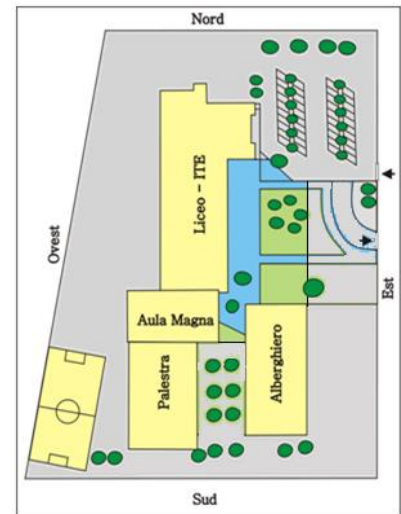 Nord
Liceo – ITE
Ovest
Est
Aula Magna
Palestra
Alberghiero
Sud